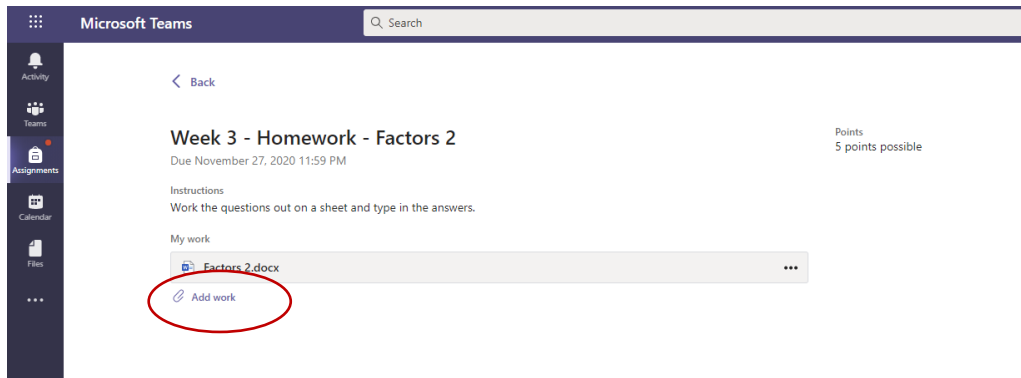 Microsoft Teams
Search
Activity
Teams
Assignments
Calendar
Files
Back
Week 3 - Homework - Factors 2
Due November 27, 2020 11:59 PM
Points
5 points possible
Instructions
Work the questions out on a sheet and type in the answers.
My work
Factors 2.docx
Add work